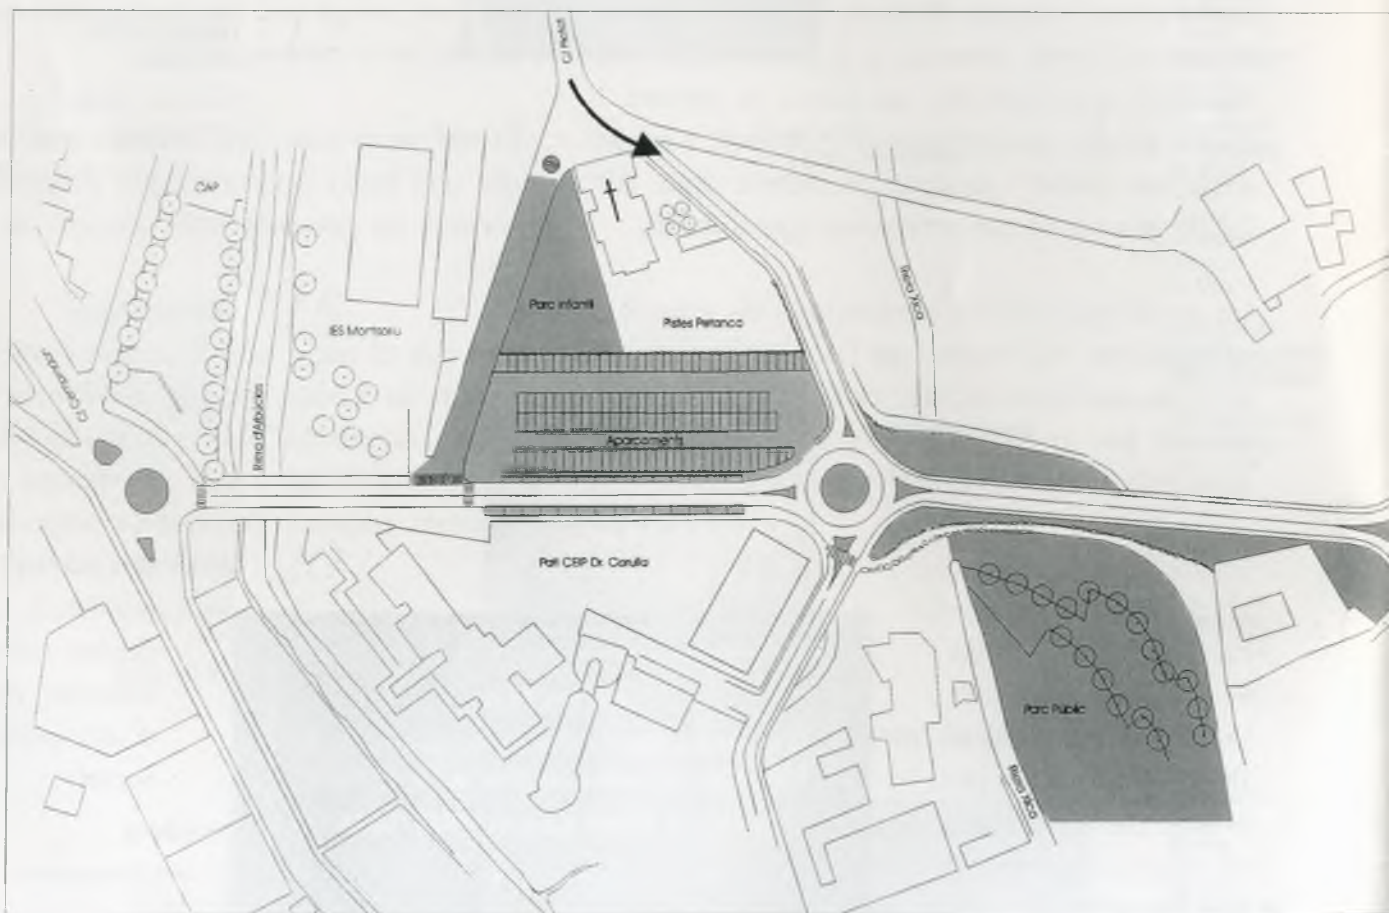 CAP
IES Montsoriu
Riera d'Arbúcies
Parc Infantil
Pistes Petanca
Riera Xica
Aparcaments
Pati CEIP Dr. Carulla
Parc Públic
Riera Xica